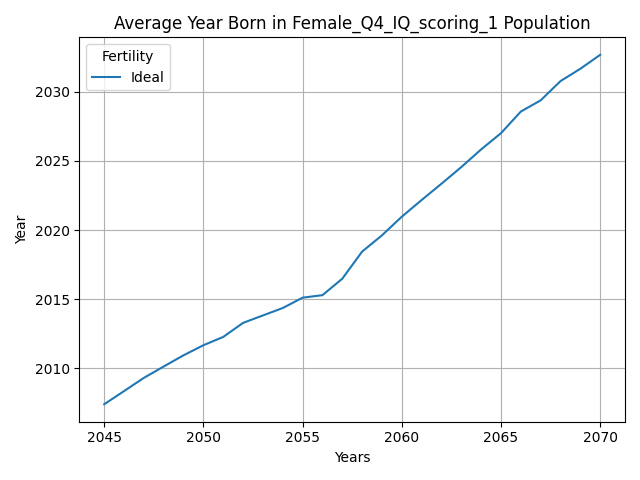 Average Year Born in Female_Q4_IQ_scoring_1 Population
Fertility
Ideal
Year
2030
2025
2020
2015
2010
2045 2050 2055 2060 2065 2070
Years